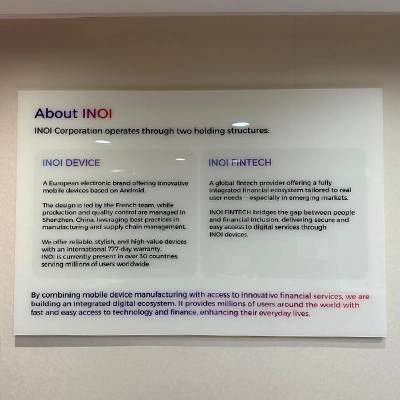 About INOI
INOI Corporation operates through two holding structures:
INOI DEVICE
A European electronic brand offering innovative
mobile devices based on Android.
The design is led by the French team, while
production and quality control are managed in
Shenzhen, China, leveraging best practices in
manufacturing and supply chain management.
We offer reliable, stylish, and high-value devices
with an international 777-day warranty.
INOI is currently present in over 30 countries,
serving millions of users worldwide.
INOI FINTECH
A global fintech provider offering a fully
integrated financial ecosystem tailored to real
user needs – especially in emerging markets.
INOI FINTECH bridges the gap between people
and financial inclusion, delivering secure and
easy access to digital services through
INOI devices.
By combining mobile device manufacturing with access to innovative financial services, we are
building an integrated digital ecosystem. It provides millions of users around the world with
fast and easy access to technology and finance, enhancing their everyday lives.